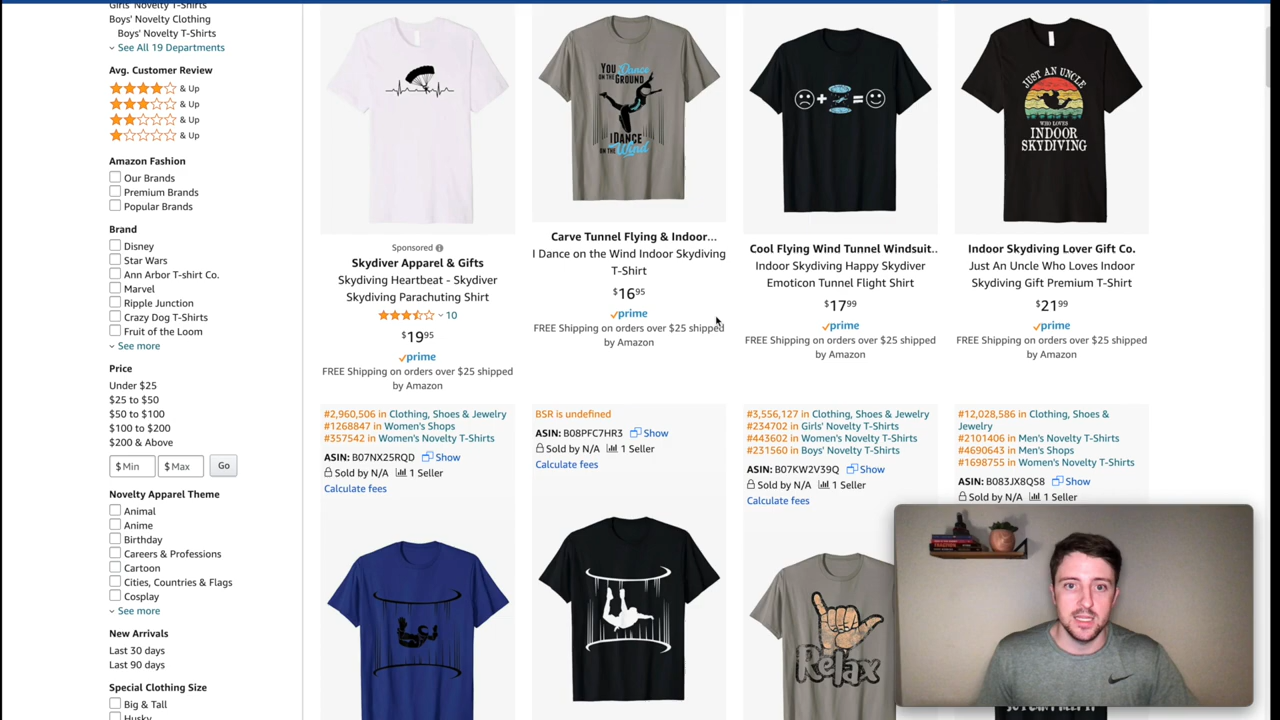 Girls' Novelty T-Shirts
Boys' Novelty Clothing
Boys' Novelty T-Shirts
See All 19 Departments
Avg. Customer Review
& Up
& Up
& Up
& Up
Amazon Fashion
Our Brands
Premium Brands
Popular Brands
Brand
Disney
Star Wars
Ann Arbor T-shirt Co.
Marvel
Ripple Junction
Crazy Dog T-Shirts
Fruit of the Loom
See more
Price
Under $25
$25 to $50
$50 to $100
$100 to $200
$200 & Above
$ Min $ Max Go
Novelty Apparel Theme
Animal
Anime
Birthday
Careers & Professions
Cartoon
Cities, Countries & Flags
Cosplay
See more
New Arrivals
Last 30 days
Last 90 days
Special Clothing Size
Big & Tall
Husky
Sponsored
Skydiver Apparel & Gifts
Skydiving Heartbeat - Skydiver
Skydiving Parachuting Shirt
10
$19.95
prime
FREE Shipping on orders over $25 shipped
by Amazon
#2,960,506 in Clothing, Shoes & Jewelry
#1268847 in Women's Shops
#357542 in Women's Novelty T-Shirts
ASIN: B07NX25RQD Show
Sold by N/A 1 Seller
Calculate fees
YOU Dance
ON THE GROUND
I DANCE
ON THE Wind
Carve Tunnel Flying & Indoor...
I Dance on the Wind Indoor Skydiving
T-Shirt
$16.95
prime
FREE Shipping on orders over $25 shipped
by Amazon
BSR is undefined
ASIN: B08PFC7HR3 Show
Sold by N/A 1 Seller
Calculate fees
+ =
Cool Flying Wind Tunnel Windsuit..
Indoor Skydiving Happy Skydiver
Emoticon Tunnel Flight Shirt
$17.99
prime
FREE Shipping on orders over $25 shipped
by Amazon
#3,556,127 in Clothing, Shoes & Jewelry
#234702 in Girls' Novelty T-Shirts
#443602 in Women's Novelty T-Shirts
#231560 in Boys' Novelty T-Shirts
ASIN: B07KW2V39Q Show
Sold by N/A 1 Seller
Calculate fees
Relax
JUST AN UNCLE
WHO LOVES
INDOOR
SKYDIVING
Indoor Skydiving Lover Gift Co.
Just An Uncle Who Loves Indoor
Skydiving Gift Premium T-Shirt
$21.99
prime
FREE Shipping on orders over $25 shipped
by Amazon
#12,028,586 in Clothing, Shoes &
Jewelry
#2101406 in Men's Novelty T-Shirts
#4690643 in Men's Shops
#1698755 in Women's Novelty T-Shirts
ASIN: B083JX8QS8 Show
Sold by N/A 1 Seller